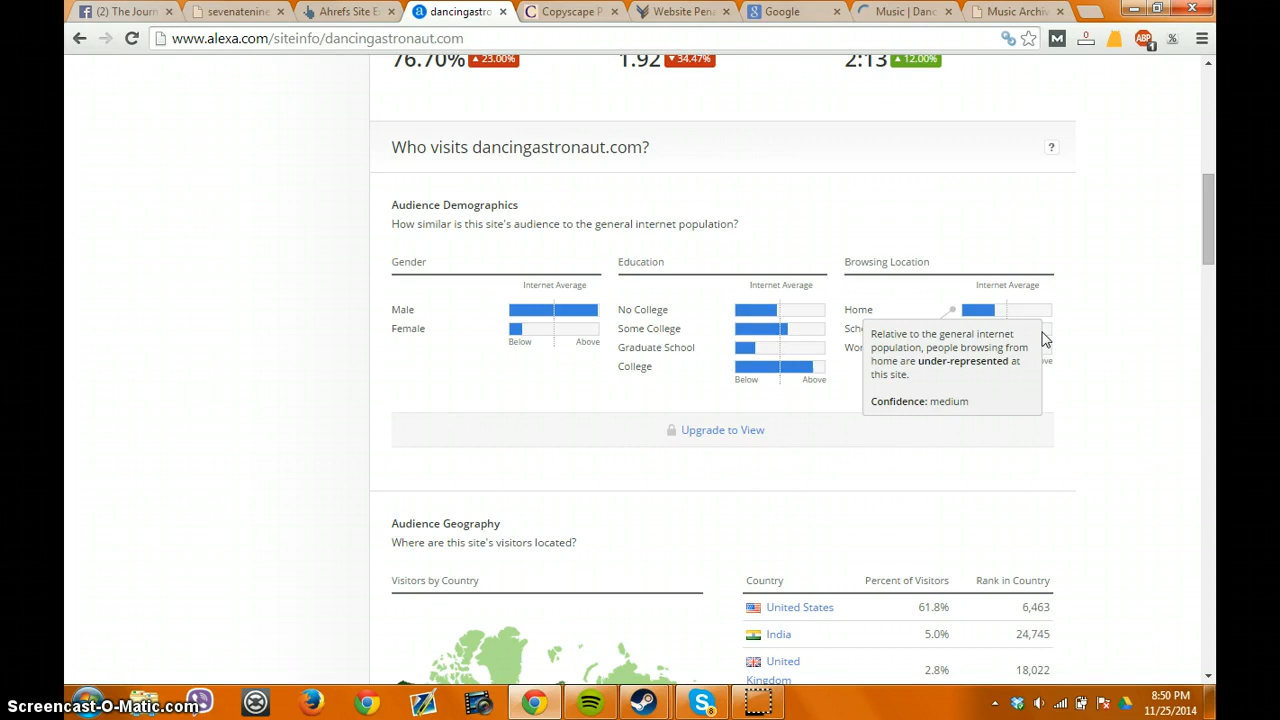 (2) The Journ
sevenatenine
Ahrefs Site E
dancingastro
Copyscape P
Website Pena
Google
Music | Danc
Music Archiv
www.alexa.com/siteinfo/dancingastronaut.com
76.70% 23.00% 1.92 34.47% 2:13 12.00%
Who visits dancingastronaut.com? ?
Audience Demographics
How similar is this site's audience to the general internet population?
Gender
Internet Average
Male
Female
Below Above
Education
Internet Average
No College
Some College
Graduate School
College
Below Above
Browsing Location
Internet Average
Home
Relative to the general internet
population, people browsing from
home are under-represented at
this site.
Confidence: medium
Upgrade to View
Audience Geography
Where are this site's visitors located?
Visitors by Country
Country Percent of Visitors Rank in Country
United States 61.8% 6,463
India 5.0% 24,745
United
Kingdom 2.8% 18,022
Screencast-O-Matic.com
8:50 PM
11/25/2014